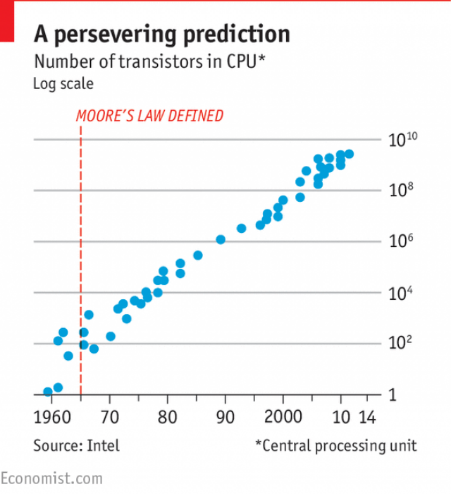 A persevering prediction
Number of transistors in CPU*
Log scale
MOORE'S LAW DEFINED
10¹⁰
10⁸
10⁶
10⁴
10²
1
1960 70 80 90 2000 10 14
Source: Intel *Central processing unit
Economist.com